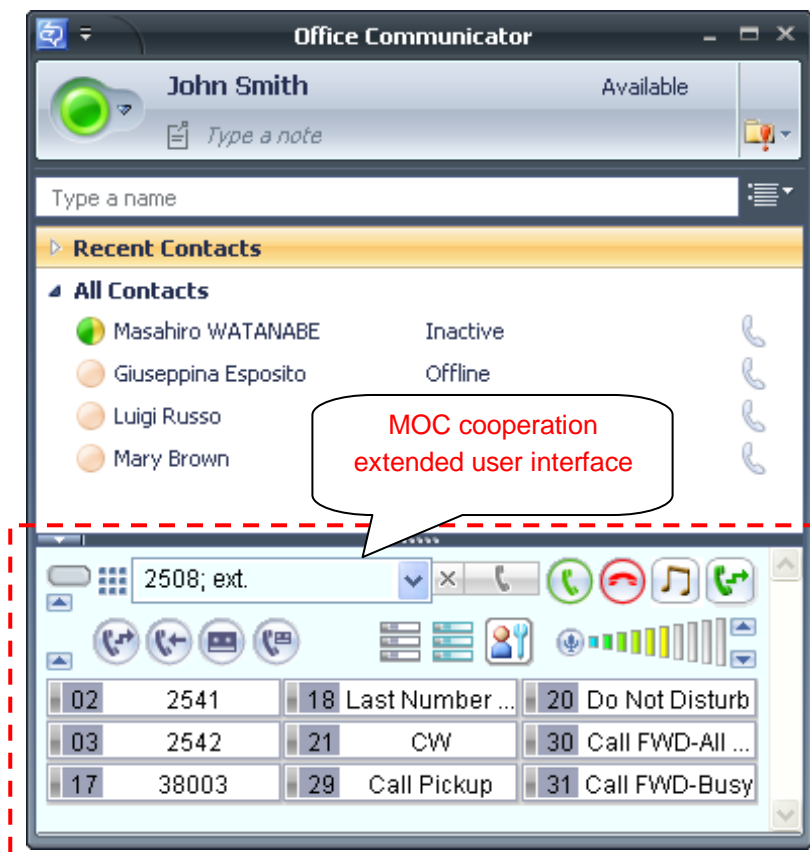 Office Communicator
John Smith Available
Type a note
Type a name
Recent Contacts
All Contacts
Masahiro WATANABE Inactive
Giuseppina Esposito Offline
Luigi Russo
Mary Brown
MOC cooperation
extended user interface
2508; ext.
02 2541 18 Last Number ... 20 Do Not Disturb
03 2542 21 CW 30 Call FWD-All ...
17 38003 29 Call Pickup 31 Call FWD-Busy